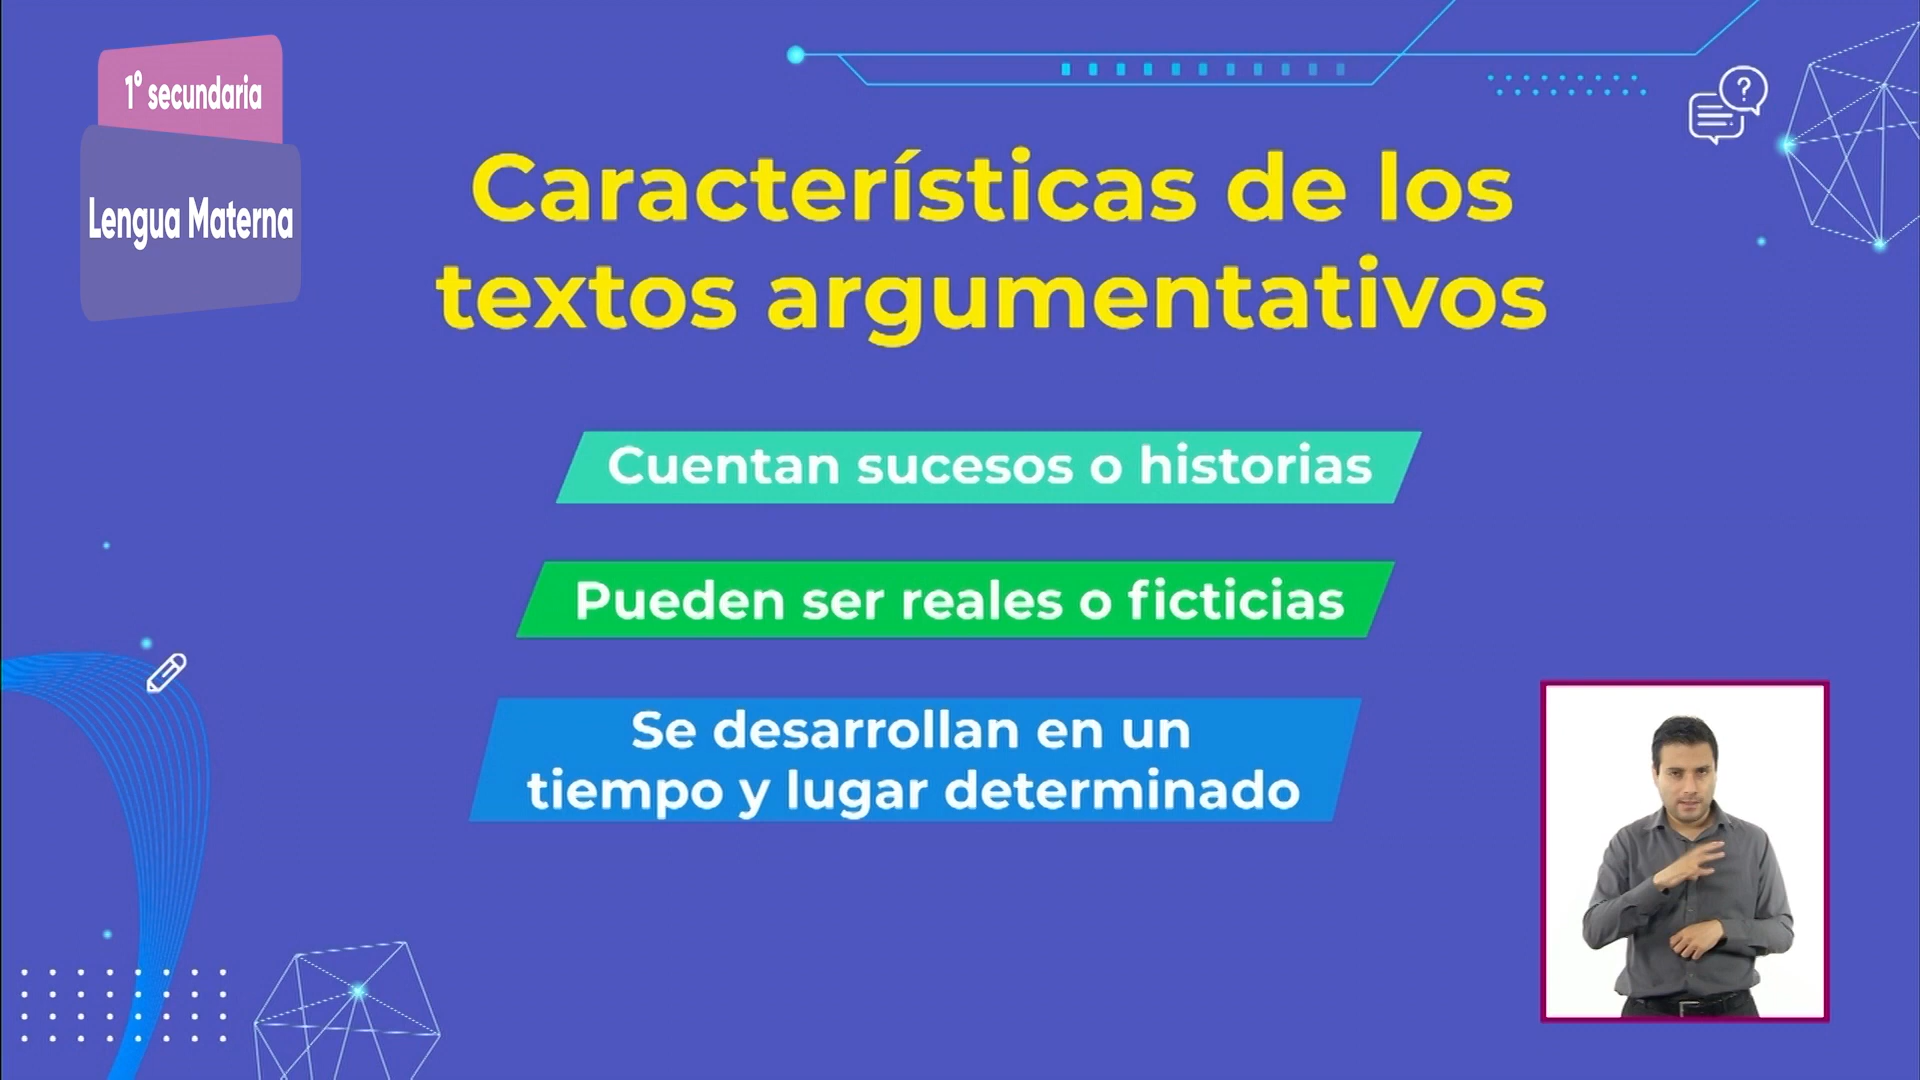 1° secundaria
Lengua Materna
Características de los
textos argumentativos
Cuentan sucesos o historias
Pueden ser reales o ficticias
Se desarrollan en un
tiempo y lugar determinado
?